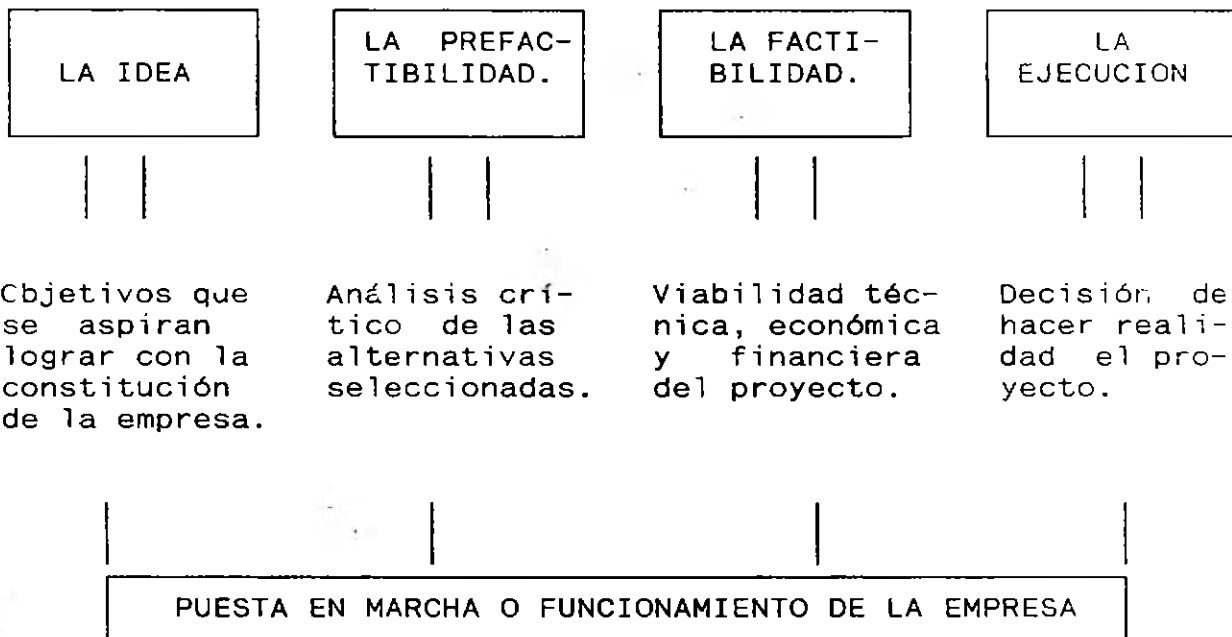 LA IDEA
LA PREFAC-
TIBILIDAD.
LA FACTI-
BILIDAD.
LA
EJECUCION
Cbjetivos que
se aspiran
lograr con la
constitución
de la empresa.
Análisis crí-
tico de las
alternativas
seleccionadas.
Viabilidad téc-
nica, económica
y financiera
del proyecto.
Decisión de
hacer reali-
dad el pro-
yecto.
PUESTA EN MARCHA O FUNCIONAMIENTO DE LA EMPRESA